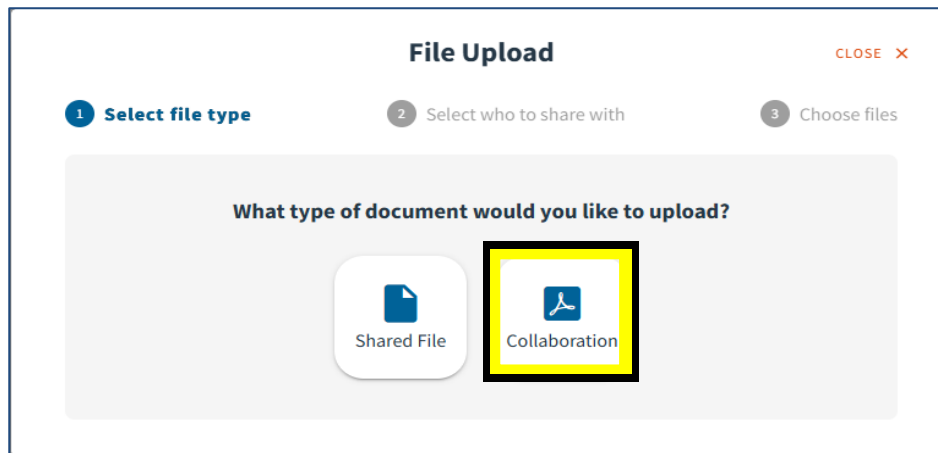 File Upload
CLOSE ×
1 Select file type
2 Select who to share with
3 Choose files
What type of document would you like to upload?
Shared File
Collaboration